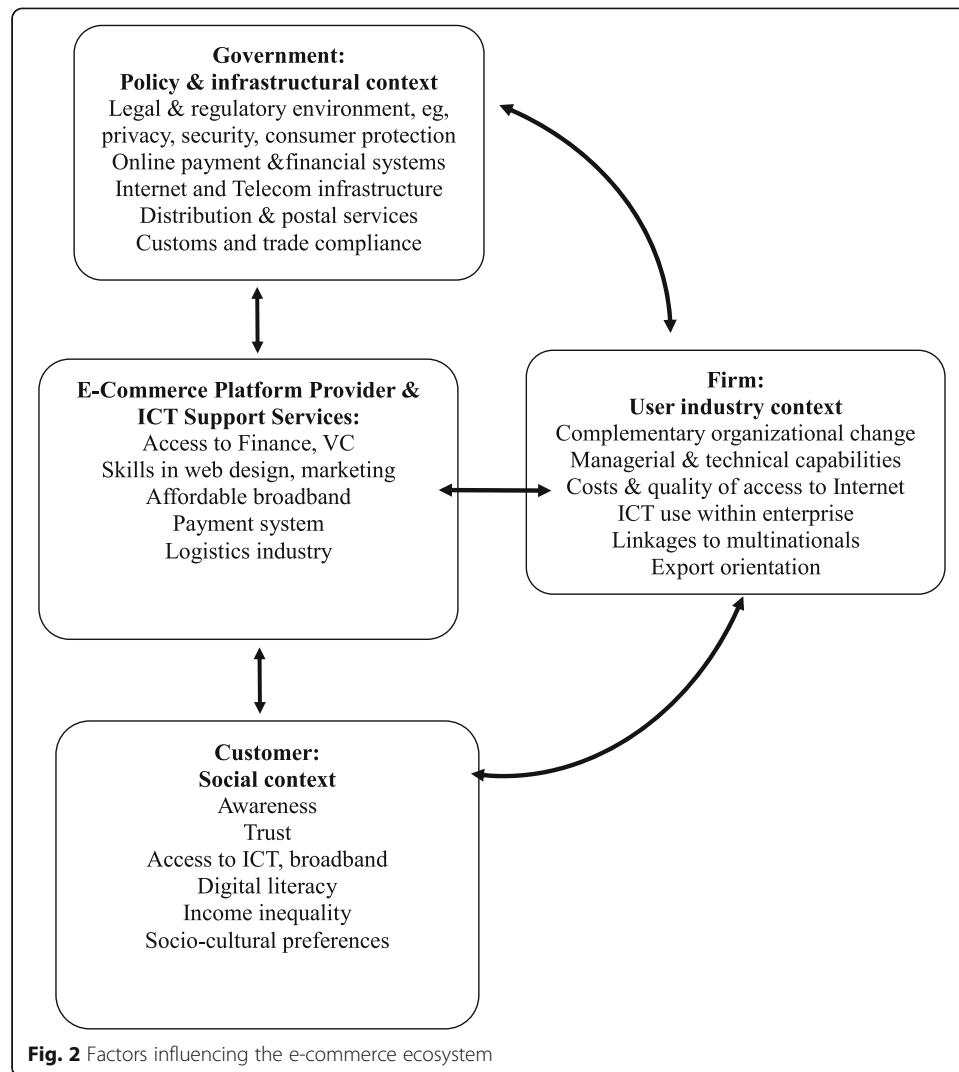 Government:
Policy & infrastructural context
Legal & regulatory environment, eg,
privacy, security, consumer protection
Online payment &financial systems
Internet and Telecom infrastructure
Distribution & postal services
Customs and trade compliance
E-Commerce Platform Provider &
ICT Support Services:
Access to Finance, VC
Skills in web design, marketing
Affordable broadband
Payment system
Logistics industry
Firm:
User industry context
Complementary organizational change
Managerial & technical capabilities
Costs & quality of access to Internet
ICT use within enterprise
Linkages to multinationals
Export orientation
Customer:
Social context
Awareness
Trust
Access to ICT, broadband
Digital literacy
Income inequality
Socio-cultural preferences
Fig. 2 Factors influencing the e-commerce ecosystem